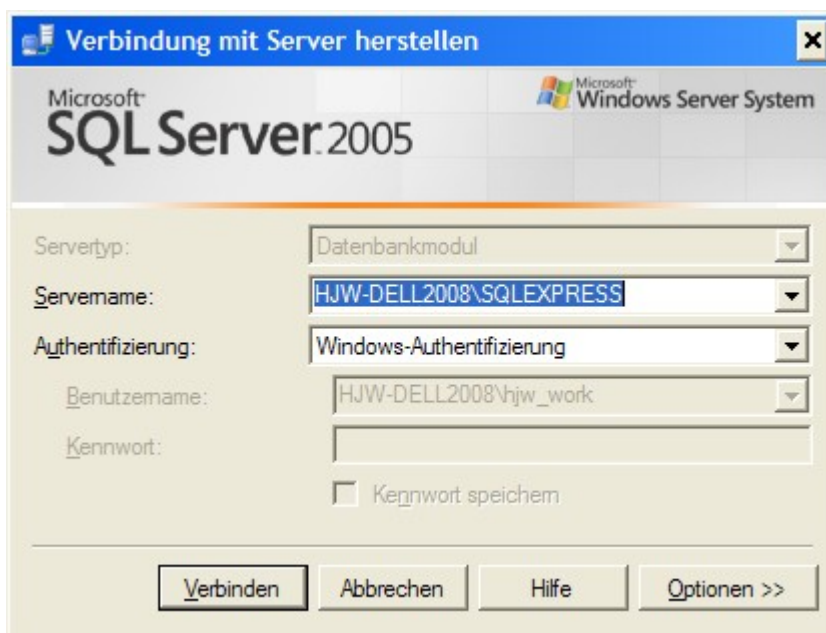 Verbindung mit Server herstellen
Microsoft
SQL Server 2005
Microsoft
Windows Server System
Servertyp: Datenbankmodul
Servername: HJW-DELL2008\SQLEXPRESS
Authentifizierung: Windows-Authentifizierung
Benutzername: HJW-DELL2008\hjw_work
Kennwort:
Kennwort speichern
Verbinden Abbrechen Hilfe Optionen >>